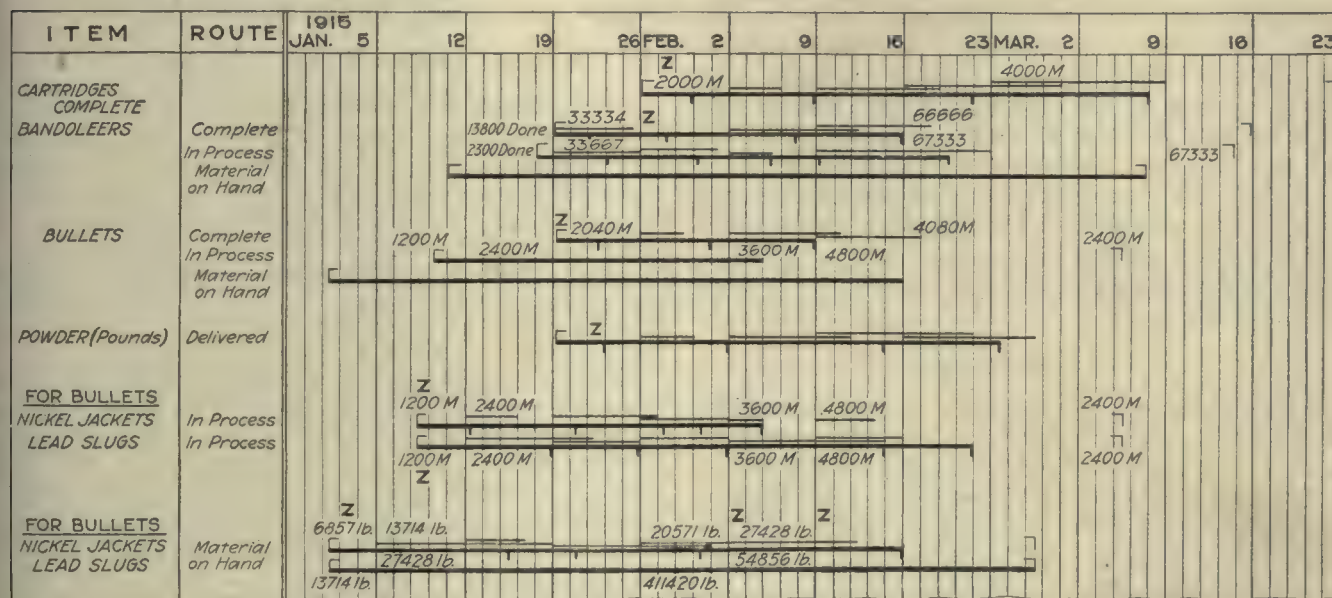 1915
ITEM ROUTE JAN. 5 12 19 26 FEB. 2 9 16 23 MAR. 2 9 16 23
Z 4000 M
2000 M
CARTRIDGES
COMPLETE
33334 Z 66666
BANDOLEERS Complete 13800 Done
In Process 2300 Done 33667 67333 67333
Material
on Hand
Z
BULLETS Complete 1200 M 2040 M 4080 M 2400 M
In Process 2400 M 3600 M 4800 M
Material
on Hand
POWDER (Pounds) Delivered Z
Z
FOR BULLETS 1200 M 2400 M 3600 M 4800 M 2400 M
NICKEL JACKETS In Process
LEAD SLUGS In Process
1200 M 2400 M 3600 M 4800 M 2400 M
Z
Z Z Z
FOR BULLETS 6857 lb. 13714 lb. 20571 lb. 27428 lb.
NICKEL JACKETS Material
LEAD SLUGS on Hand 27428 lb. 54856 lb.
13714 lb. 411420 lb.